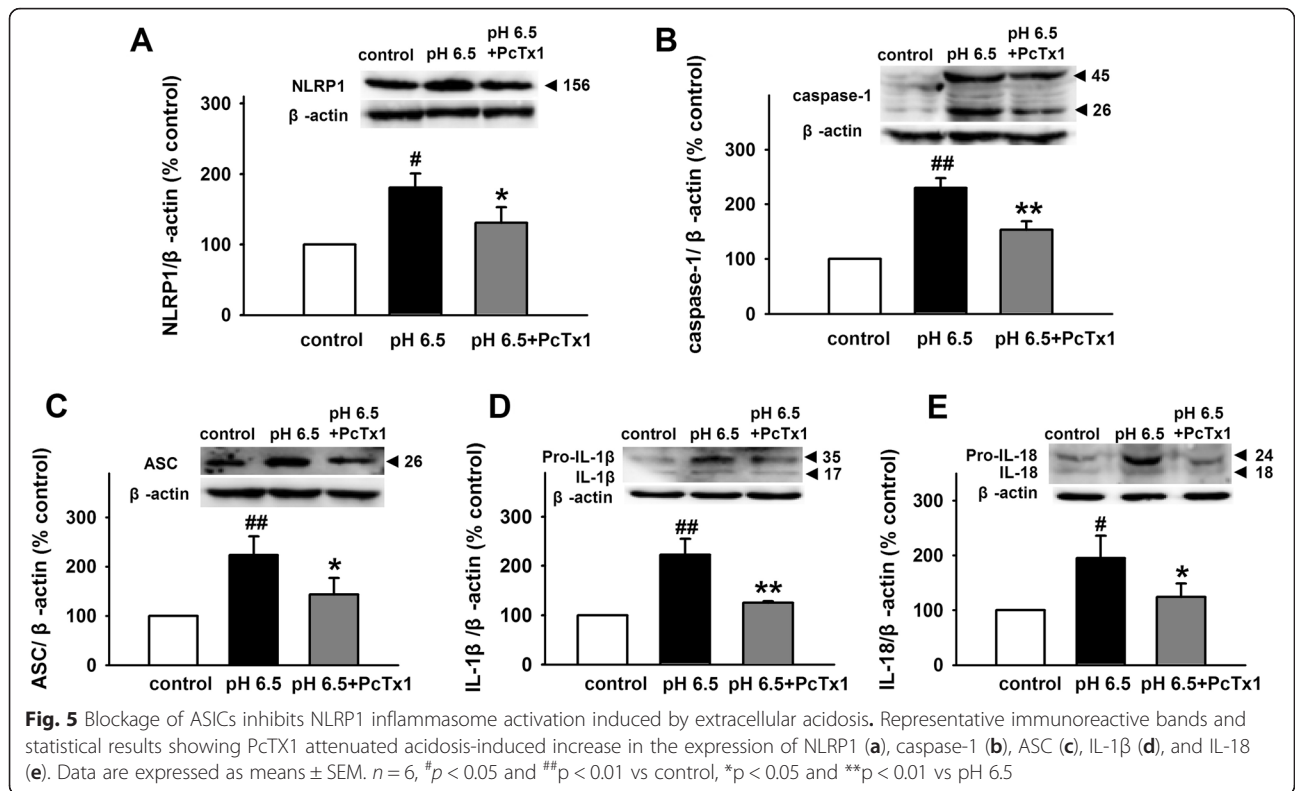 A
control pH 6.5 pH 6.5 +PcTx1
NLRP1 ◄ 156
β -actin
NLRP1/β -actin (% control)
300
200
100
0
control pH 6.5 pH 6.5+PcTx1
#
*
B
control pH 6.5 pH 6.5 +PcTx1
caspase-1 ◄ 45
◄ 26
β -actin
caspase-1/ β -actin (% control)
300
200
100
0
control pH 6.5 pH 6.5+PcTx1
##
**
C
control pH 6.5 pH 6.5 +PcTx1
ASC ◄ 26
β -actin
ASC/ β -actin (% control)
300
200
100
0
control pH 6.5 pH 6.5+PcTx1
##
*
D
control pH 6.5 pH 6.5 +PcTx1
Pro-IL-1β ◄ 35
IL-1β ◄ 17
β -actin
IL-1β /β -actin (% control)
300
200
100
0
control pH 6.5 pH 6.5+PcTx1
##
**
E
control pH 6.5 pH 6.5 +PcTx1
Pro-IL-18 ◄ 24
IL-18 ◄ 18
β -actin
IL-18/β -actin (% control)
300
200
100
0
control pH 6.5 pH 6.5+PcTx1
#
*
Fig. 5 Blockage of ASICs inhibits NLRP1 inflammasome activation induced by extracellular acidosis. Representative immunoreactive bands and
statistical results showing PcTX1 attenuated acidosis-induced increase in the expression of NLRP1 (a), caspase-1 (b), ASC (c), IL-1β (d), and IL-18
(e). Data are expressed as means ± SEM. n = 6, #p < 0.05 and ##p < 0.01 vs control, *p < 0.05 and **p < 0.01 vs pH 6.5